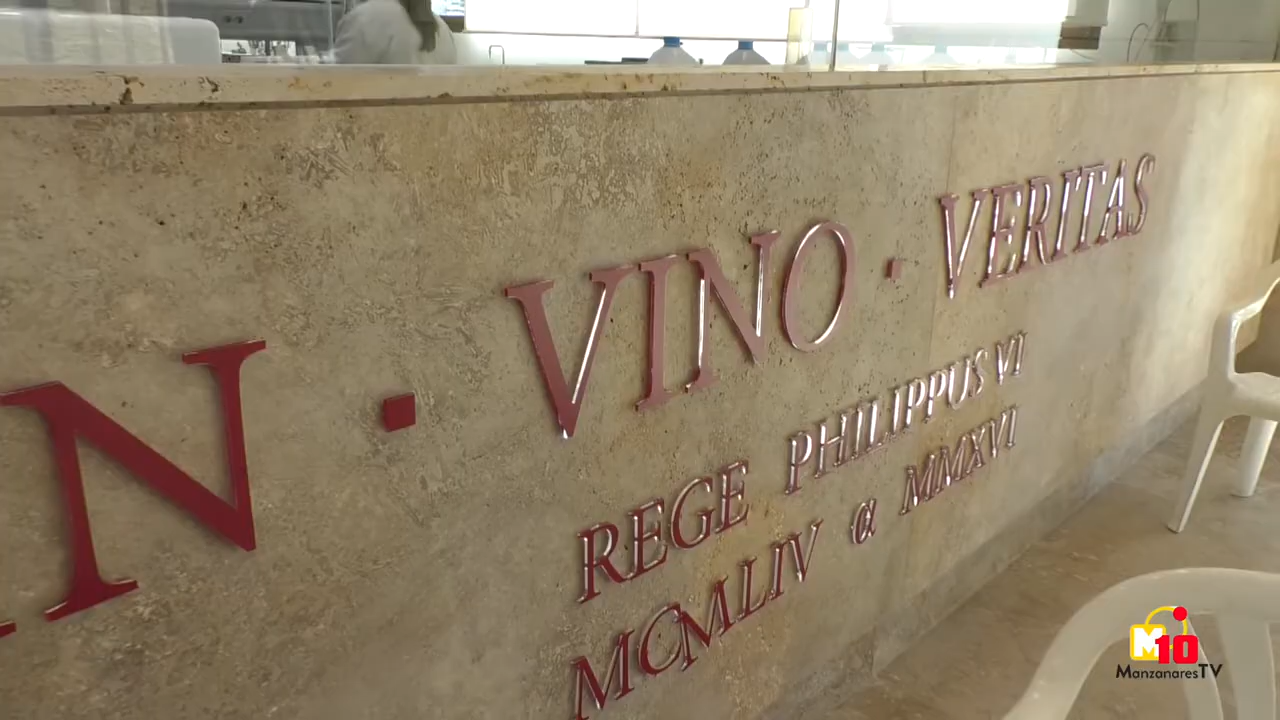 N · VINO · VERITAS
REGE PHILIPPUS VI
MCMLIV α MMXVI
M10
ManzanaresTV